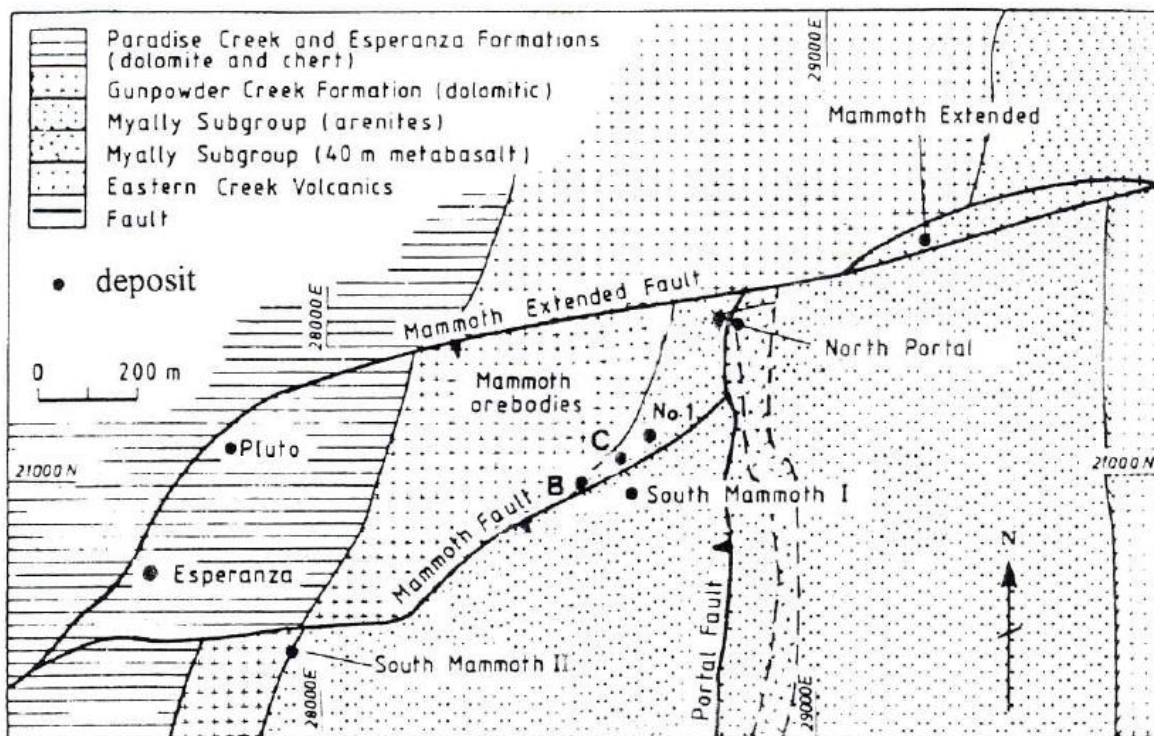 Paradise Creek and Esperanza Formations
(dolomite and chert)
Gunpowder Creek Formation (dolomitic)
Myally Subgroup (arenites)
Myally Subgroup (40 m metabasalt)
Eastern Creek Volcanics
Fault
deposit
0 200 m
29000E
Mammoth Extended
28000E
Mammoth Extended Fault
North Portal
Mammoth
orebodies
No.1
C
B
Pluto
21000N
21000N
South Mammoth I
Mammoth Fault
N
Esperanza
South Mammoth II
28000E
Portal Fault
29000E